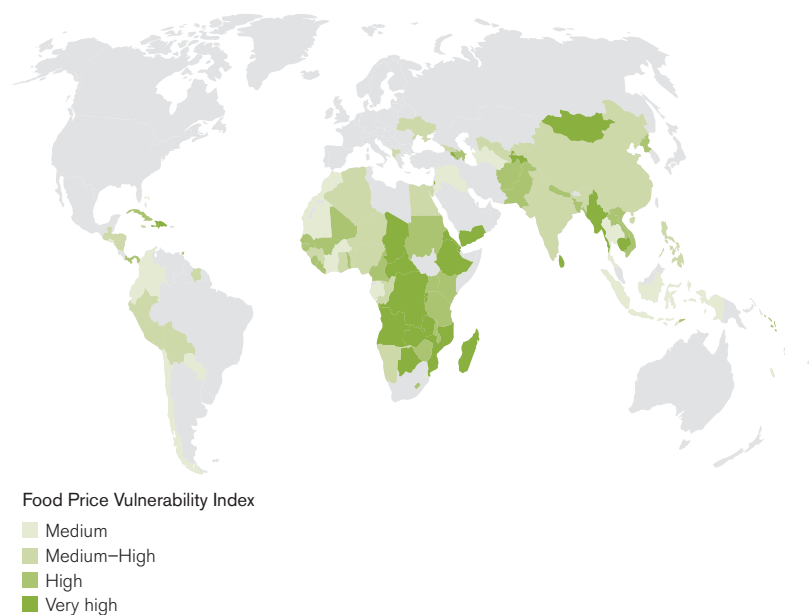 Food Price Vulnerability Index
Medium
Medium–High
High
Very high